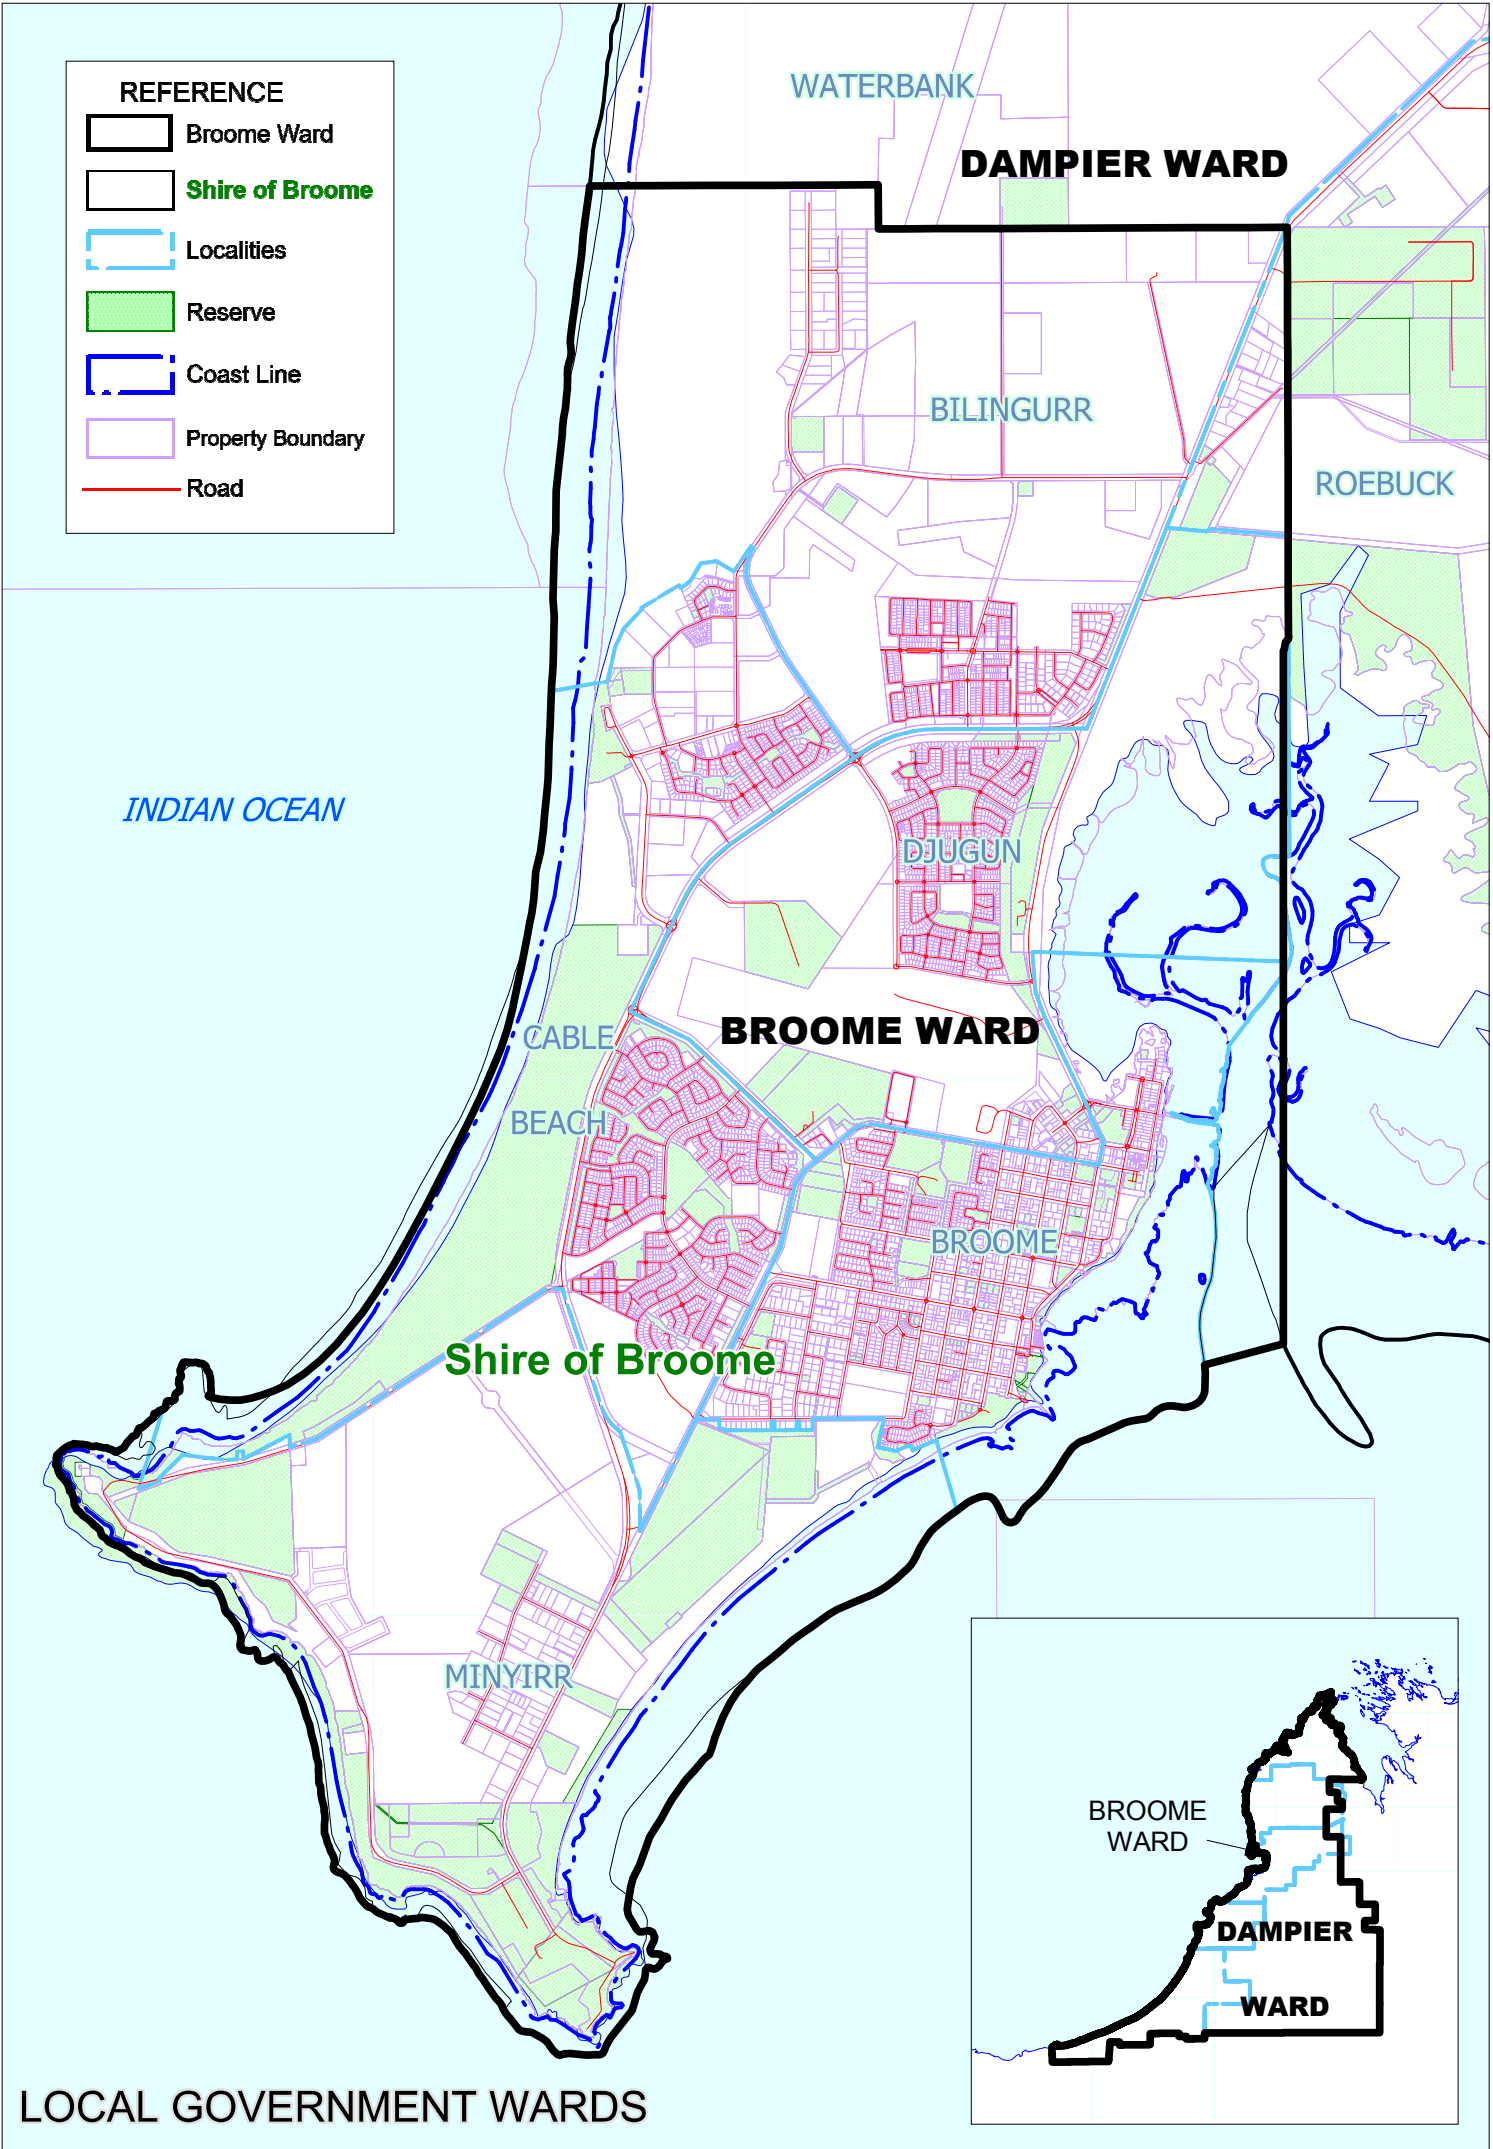 REFERENCE
Broome Ward
Shire of Broome
Localities
Reserve
Coast Line
Property Boundary
Road
WATERBANK
DAMPIER WARD
BILINGURR
ROEBUCK
INDIAN OCEAN
DJUGUN
CABLE
BEACH
BROOME WARD
BROOME
Shire of Broome
MINYIRR
BROOME
WARD
DAMPIER
WARD
LOCAL GOVERNMENT WARDS